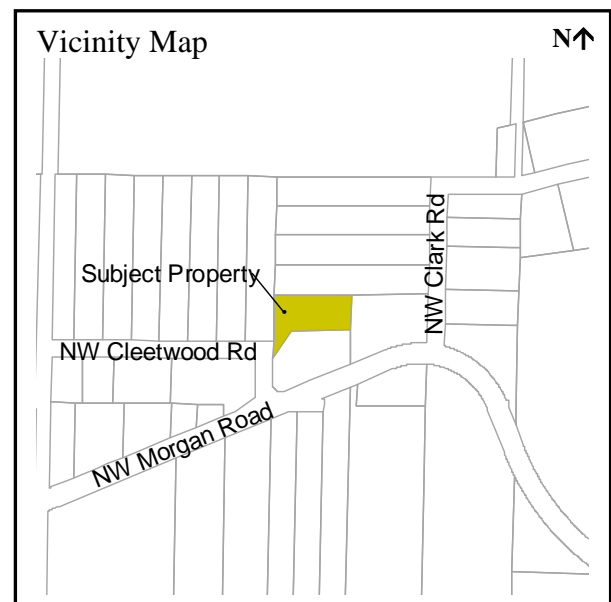 Vicinity Map
N↑
NW Clark Rd
Subject Property
NW Cleetwood Rd
NW Morgan Road